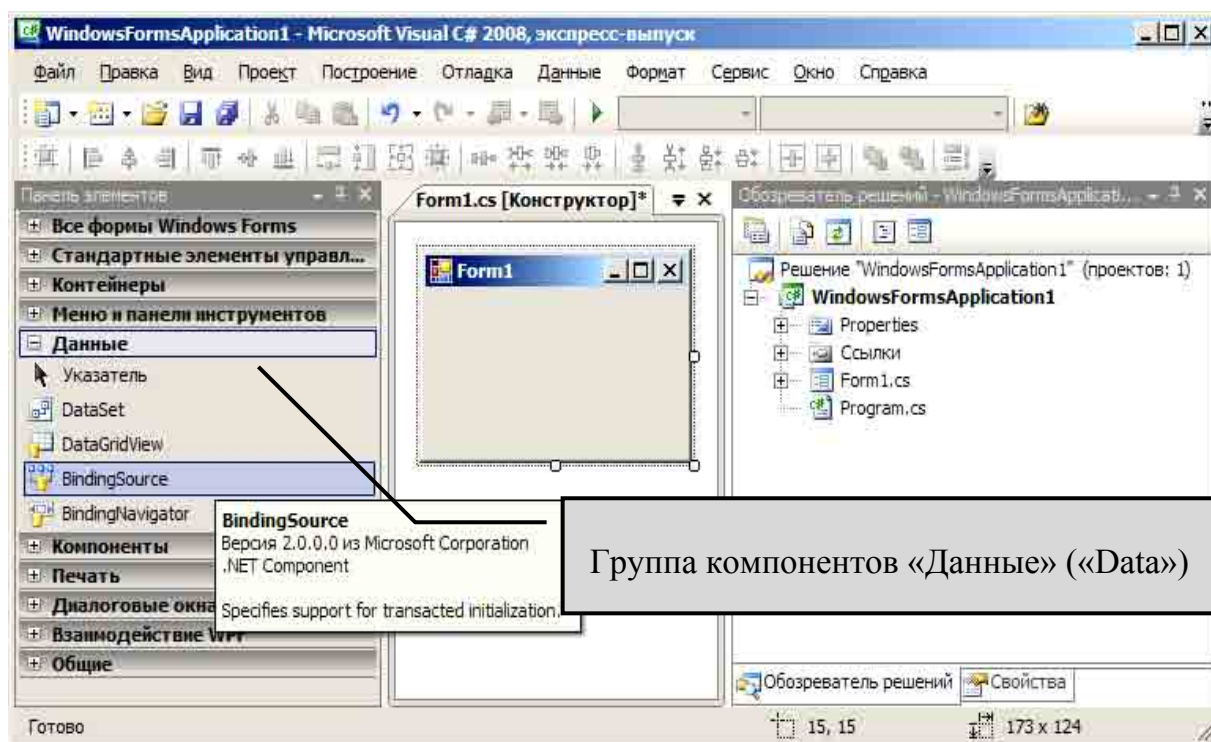 WindowsFormsApplication1 - Microsoft Visual C# 2008, экспресс-выпуск
Файл Правка Вид Проект Построение Отладка Данные Формат Сервис Окно Справка
Панель элементов
Все формы Windows Forms
Стандартные элементы управл...
Контейнеры
Меню и панели инструментов
Данные
Указатель
DataSet
DataGridView
BindingSource
BindingNavigator
Компоненты
Печать
Диалоговые окна
Взаимодействие WPF
Общие
Form1.cs [Конструктор]*
Form1
BindingSource
Версия 2.0.0.0 из Microsoft Corporation
.NET Component
Specifies support for transacted initialization.
Группа компонентов «Данные» («Data»)
Обозреватель решений - WindowsFormsApplicati...
Решение "WindowsFormsApplication1" (проектов: 1)
WindowsFormsApplication1
Properties
Ссылки
Form1.cs
Program.cs
Обозреватель решений Свойства
Готово 15, 15 173 x 124